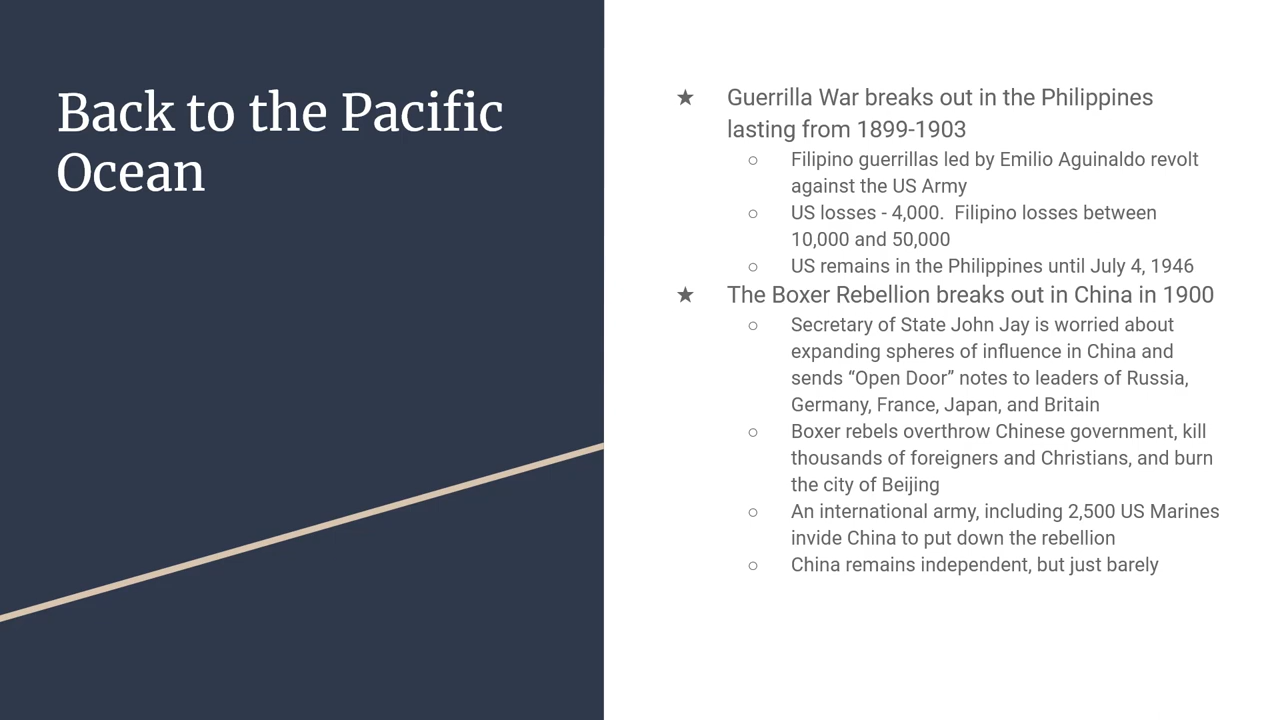 Back to the Pacific
Ocean
★ Guerrilla War breaks out in the Philippines
lasting from 1899-1903
○ Filipino guerrillas led by Emilio Aguinaldo revolt
against the US Army
○ US losses - 4,000.  Filipino losses between
10,000 and 50,000
○ US remains in the Philippines until July 4, 1946
★ The Boxer Rebellion breaks out in China in 1900
○ Secretary of State John Jay is worried about
expanding spheres of influence in China and
sends “Open Door” notes to leaders of Russia,
Germany, France, Japan, and Britain
○ Boxer rebels overthrow Chinese government, kill
thousands of foreigners and Christians, and burn
the city of Beijing
○ An international army, including 2,500 US Marines
invide China to put down the rebellion
○ China remains independent, but just barely